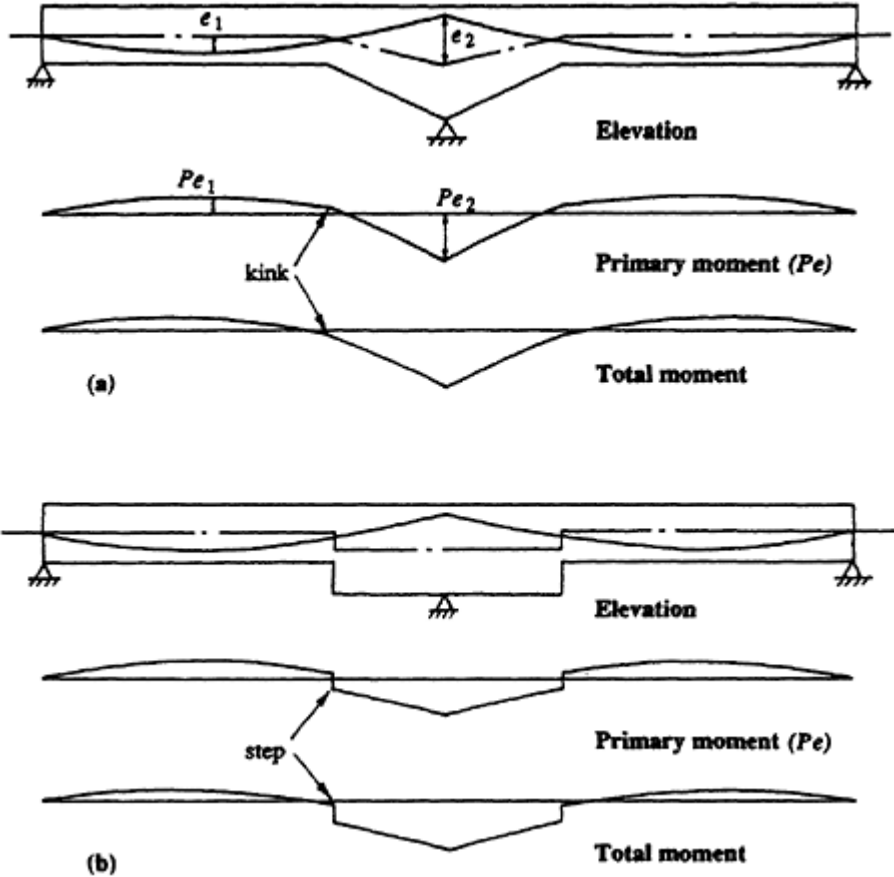 e1
e2
Elevation
Pe1
Pe2
kink
Primary moment (Pe)
Total moment
(a)
Elevation
step
Primary moment (Pe)
Total moment
(b)